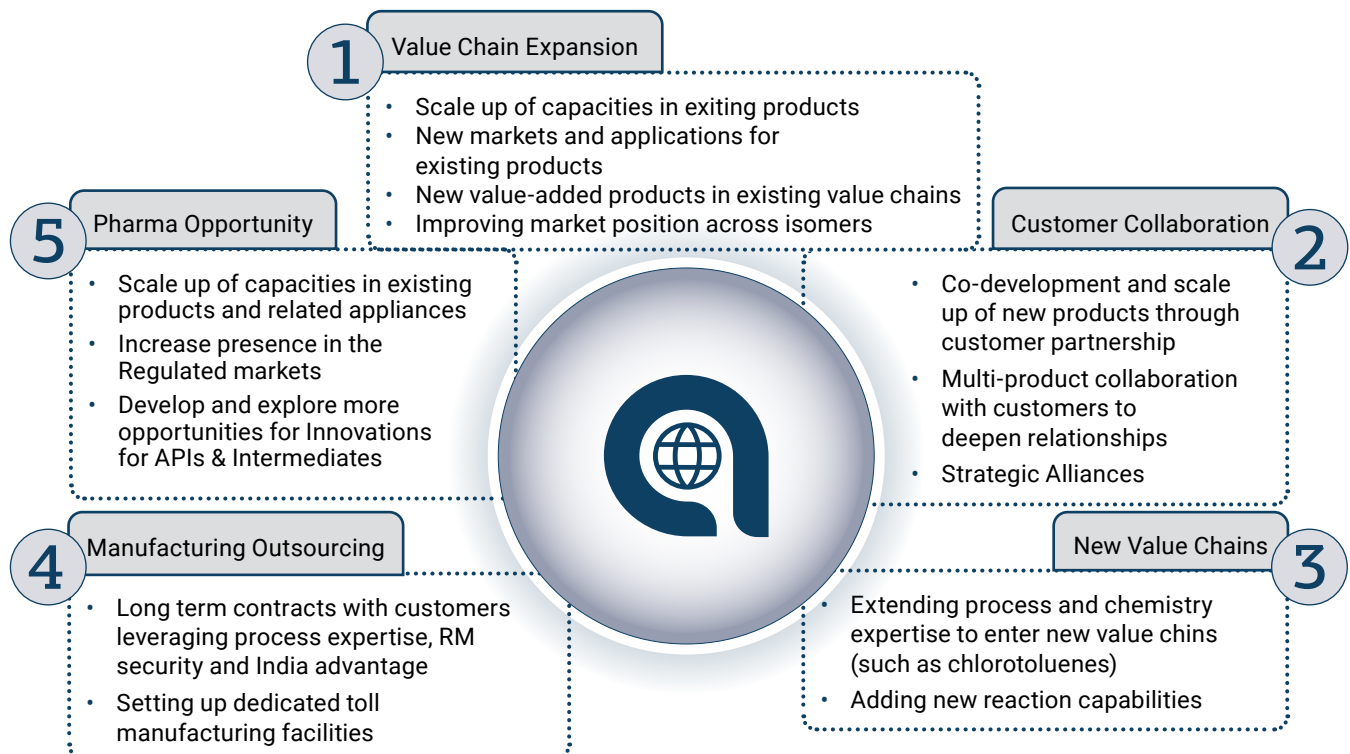 1
Value Chain Expansion
• Scale up of capacities in exiting products
• New markets and applications for
existing products
• New value-added products in existing value chains
• Improving market position across isomers
2
Customer Collaboration
• Co-development and scale
up of new products through
customer partnership
• Multi-product collaboration
with customers to
deepen relationships
• Strategic Alliances
3
New Value Chains
• Extending process and chemistry
expertise to enter new value chins
(such as chlorotoluenes)
• Adding new reaction capabilities
4
Manufacturing Outsourcing
• Long term contracts with customers
leveraging process expertise, RM
security and India advantage
• Setting up dedicated toll
manufacturing facilities
5
Pharma Opportunity
• Scale up of capacities in existing
products and related appliances
• Increase presence in the
Regulated markets
• Develop and explore more
opportunities for Innovations
for APIs & Intermediates